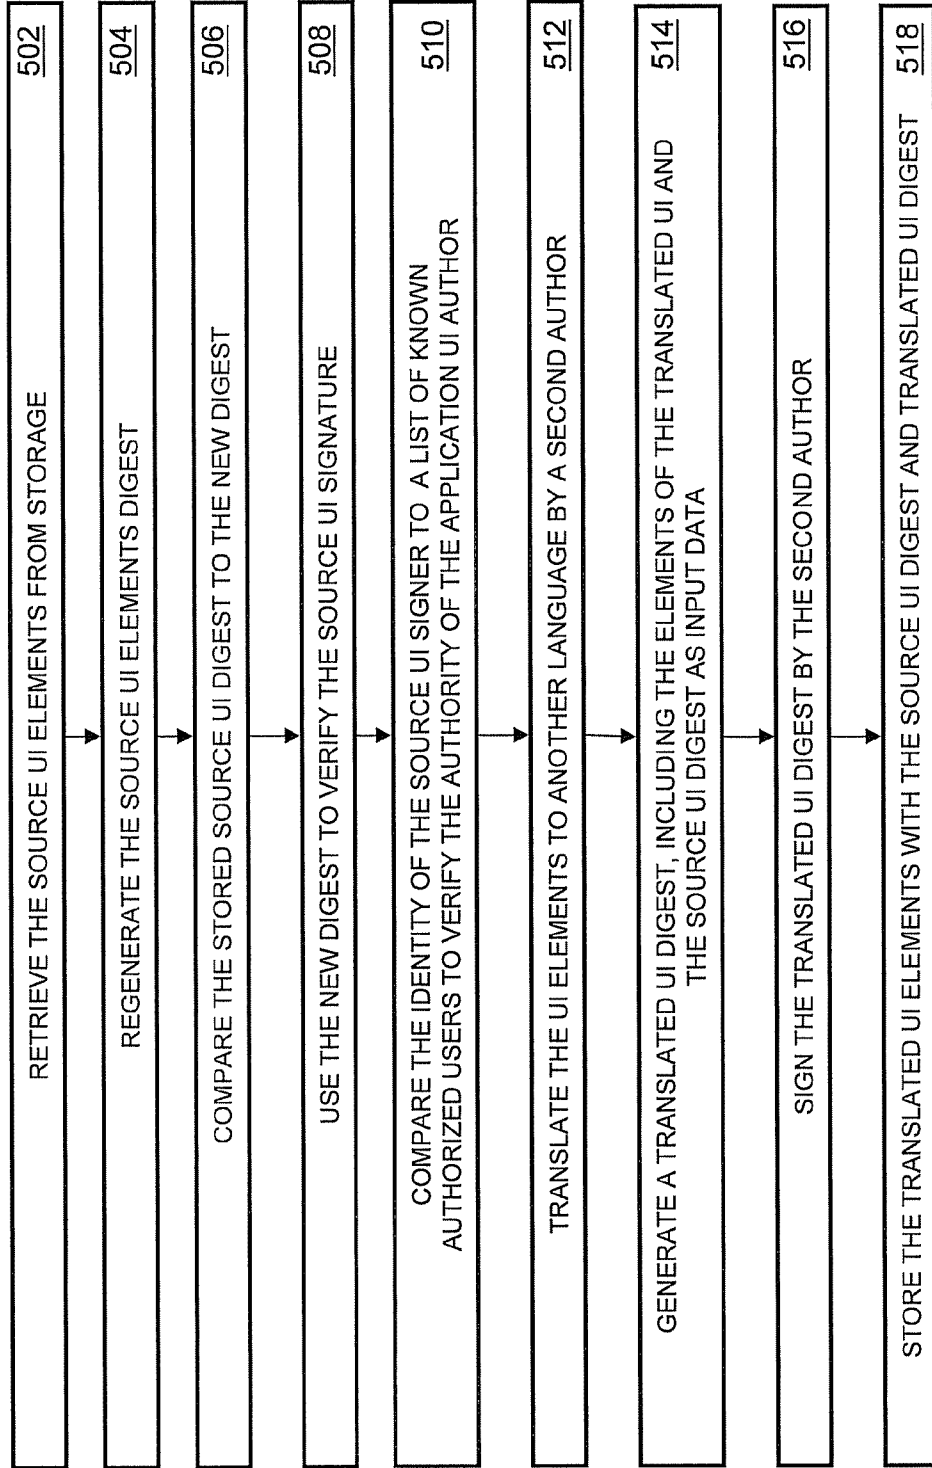 RETRIEVE THE SOURCE UI ELEMENTS FROM STORAGE 502
REGENERATE THE SOURCE UI ELEMENTS DIGEST 504
COMPARE THE STORED SOURCE UI DIGEST TO THE NEW DIGEST 506
USE THE NEW DIGEST TO VERIFY THE SOURCE UI SIGNATURE 508
COMPARE THE IDENTITY OF THE SOURCE UI SIGNER TO A LIST OF KNOWN 510
AUTHORIZED USERS TO VERIFY THE AUTHORITY OF THE APPLICATION UI AUTHOR
TRANSLATE THE UI ELEMENTS TO ANOTHER LANGUAGE BY A SECOND AUTHOR 512
GENERATE A TRANSLATED UI DIGEST, INCLUDING THE ELEMENTS OF THE TRANSLATED UI AND 514
THE SOURCE UI DIGEST AS INPUT DATA
SIGN THE TRANSLATED UI DIGEST BY THE SECOND AUTHOR 516
STORE THE TRANSLATED UI ELEMENTS WITH THE SOURCE UI DIGEST AND TRANSLATED UI DIGEST 518